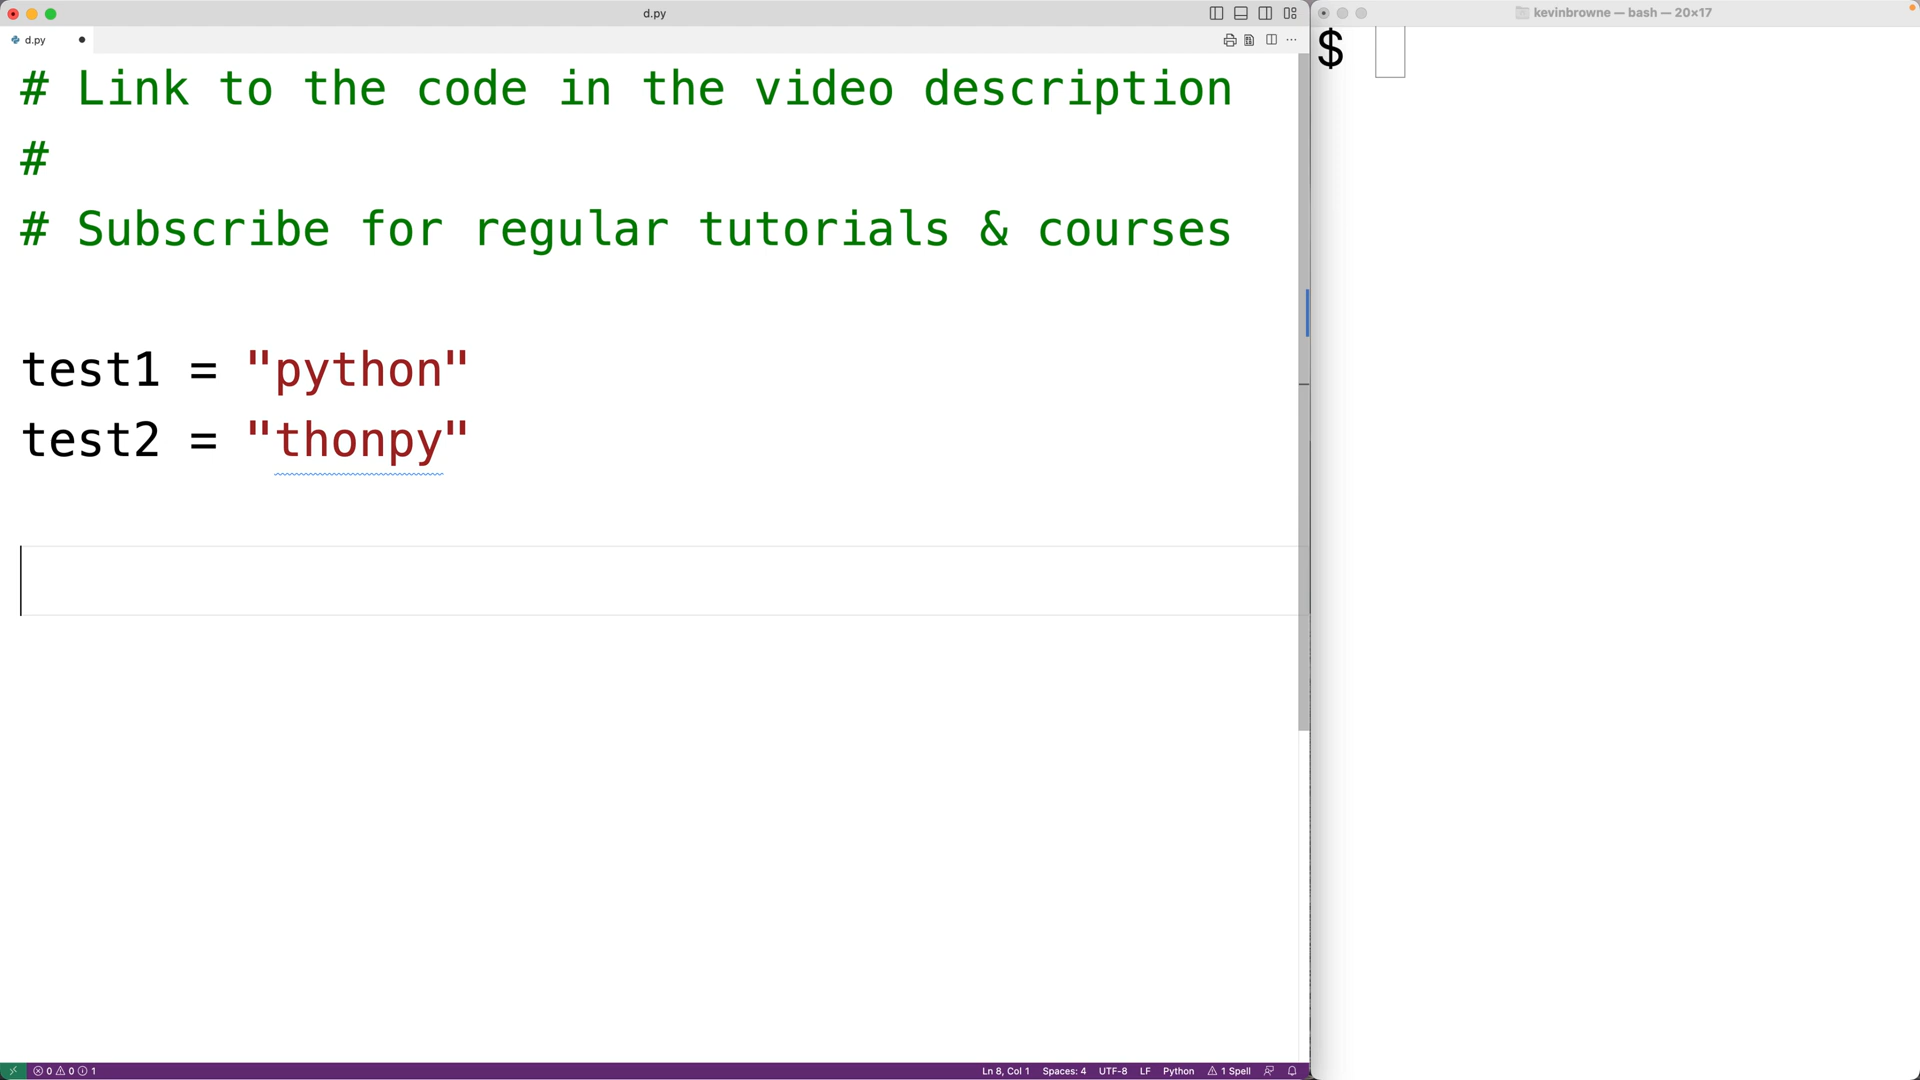 d.py
kevinbrowne — bash — 20×17
d.py
# Link to the code in the video description
#
# Subscribe for regular tutorials & courses
test1 = "python"
test2 = "thonpy"
$
0 0 1
Ln 8, Col 1 Spaces: 4 UTF-8 LF Python 1 Spell